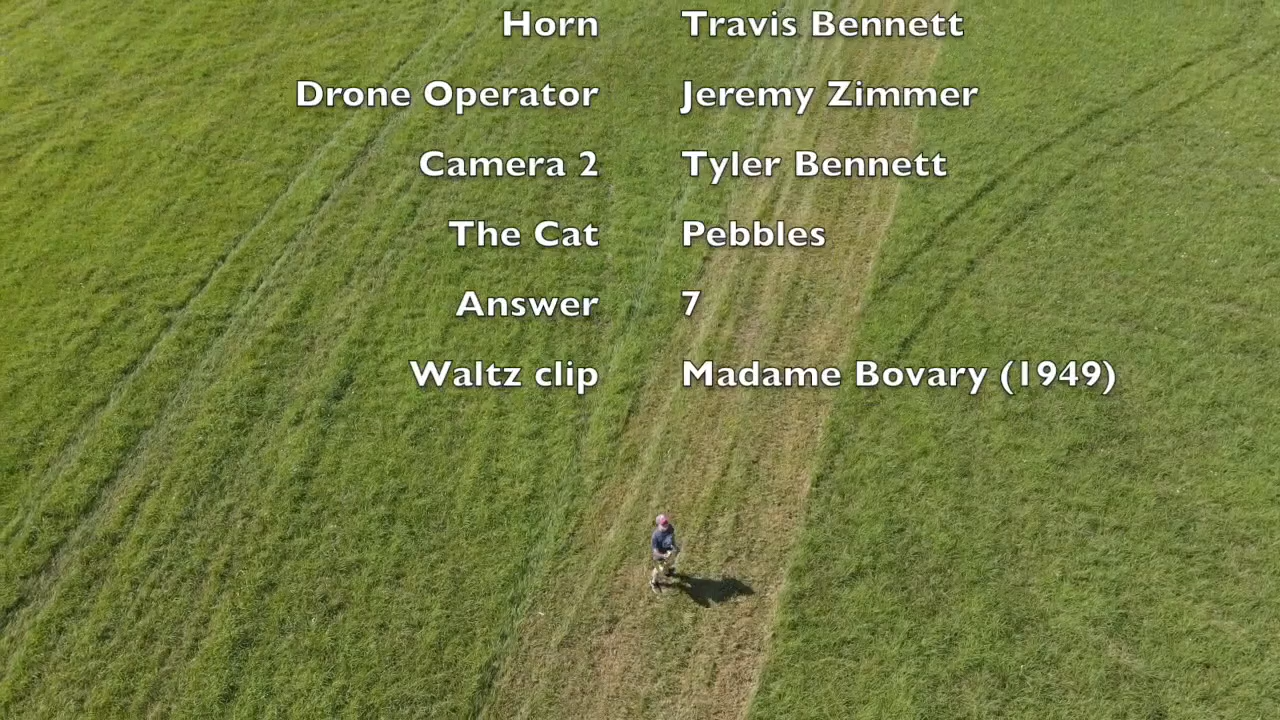 Horn Travis Bennett
Drone Operator Jeremy Zimmer
Camera 2 Tyler Bennett
The Cat Pebbles
Answer 7
Waltz clip Madame Bovary (1949)